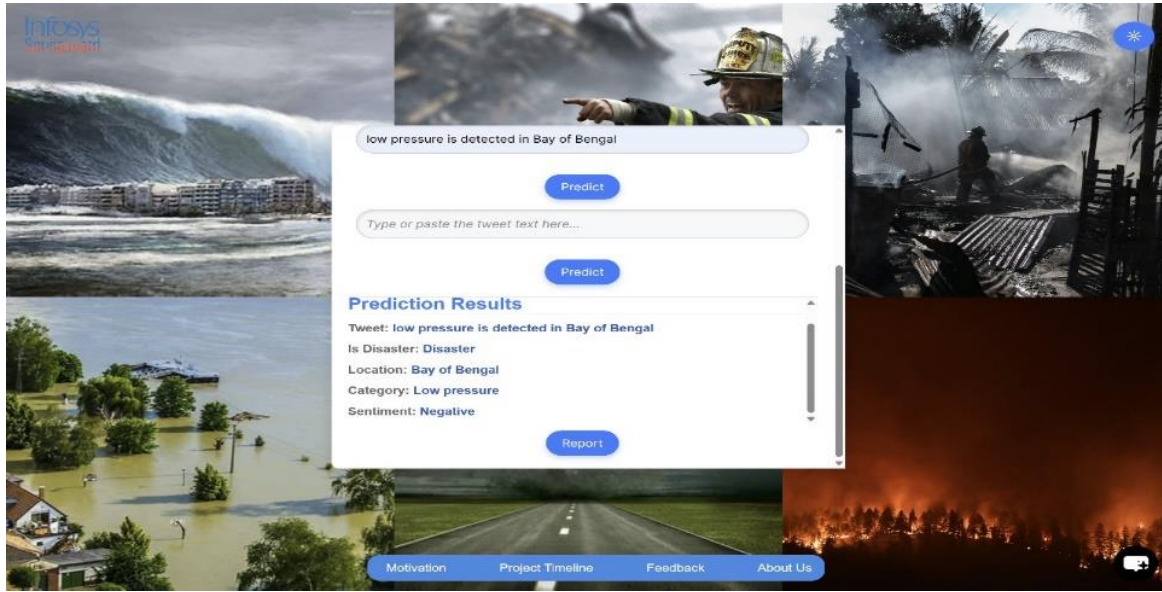 Infosys
Springboard
low pressure is detected in Bay of Bengal
Predict
Type or paste the tweet text here...
Predict
Prediction Results
Tweet: low pressure is detected in Bay of Bengal
Is Disaster: Disaster
Location: Bay of Bengal
Category: Low pressure
Sentiment: Negative
Report
Motivation
Project Timeline
Feedback
About Us